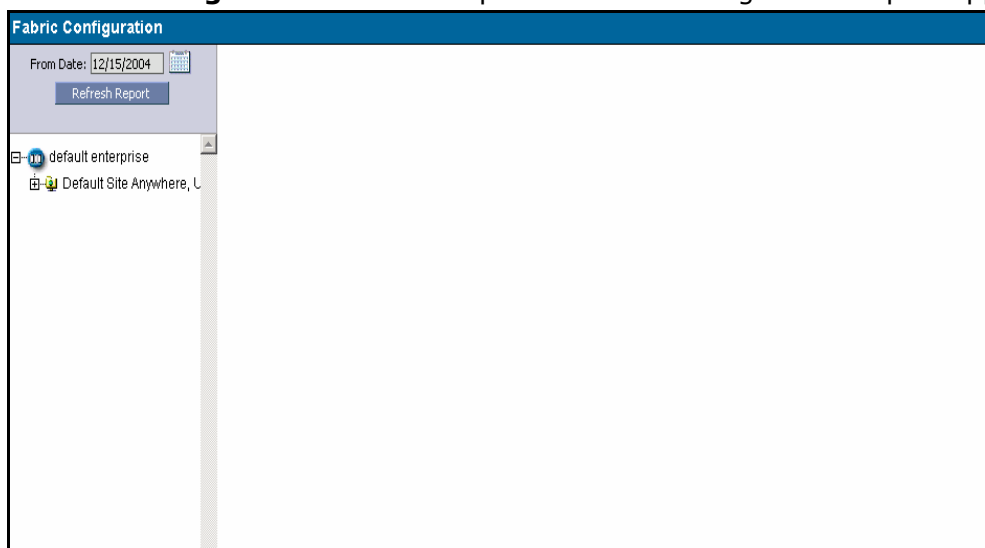 Fabric Configuration
From Date: 12/15/2004
Refresh Report
default enterprise
Default Site Anywhere, U